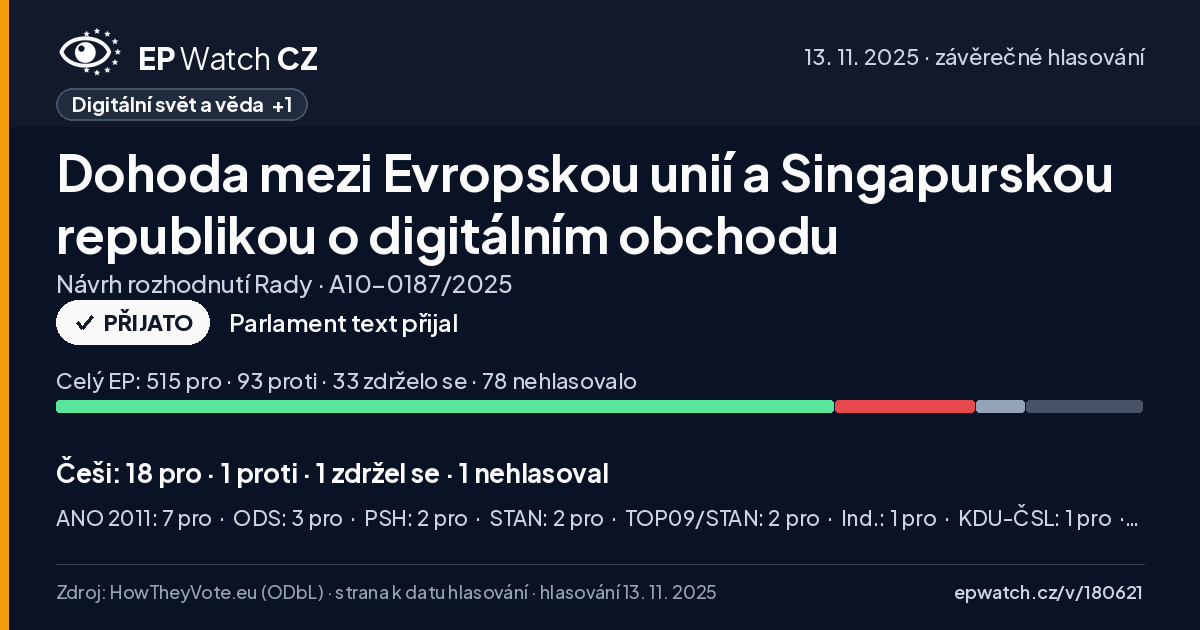 EP Watch CZ
13. 11. 2025 · závěrečné hlasování
Digitální svět a věda +1
Dohoda mezi Evropskou unií a Singapurskou
republikou o digitálním obchodu
Návrh rozhodnutí Rady · A10-0187/2025
✓ PŘIJATO Parlament text přijal
Celý EP: 515 pro · 93 proti · 33 zdrželo se · 78 nehlasovalo
Češi: 18 pro · 1 proti · 1 zdržel se · 1 nehlasoval
ANO 2011: 7 pro · ODS: 3 pro · PSH: 2 pro · STAN: 2 pro · TOP09/STAN: 2 pro · Ind.: 1 pro · KDU-ČSL: 1 pro ·…
Zdroj: HowTheyVote.eu (ODbL) · strana k datu hlasování · hlasování 13. 11. 2025
epwatch.cz/v/180621